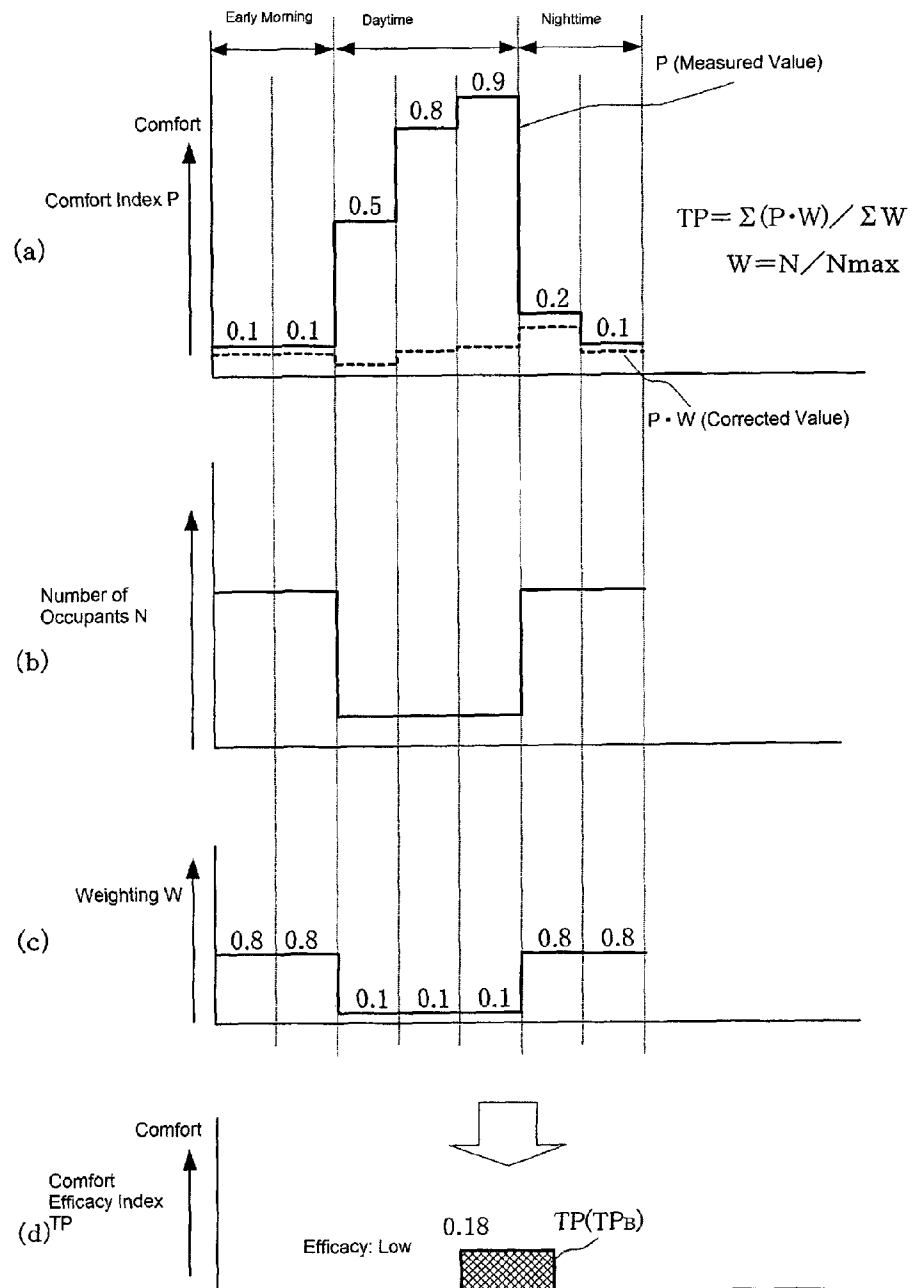 Early Morning
Daytime
Nighttime
P (Measured Value)
0.9
0.8
Comfort
Comfort Index P
0.5
TP=Σ(P·W)/ΣW
(a)
W=N/Nmax
0.2
0.1 0.1
0.1
P·W (Corrected Value)
Number of
Occupants N
(b)
Weighting W
(c)
0.8 0.8
0.8 0.8
0.1 0.1 0.1
Comfort
Comfort
Efficacy Index
TP
(d)
0.18
TP(TPB)
Efficacy: Low